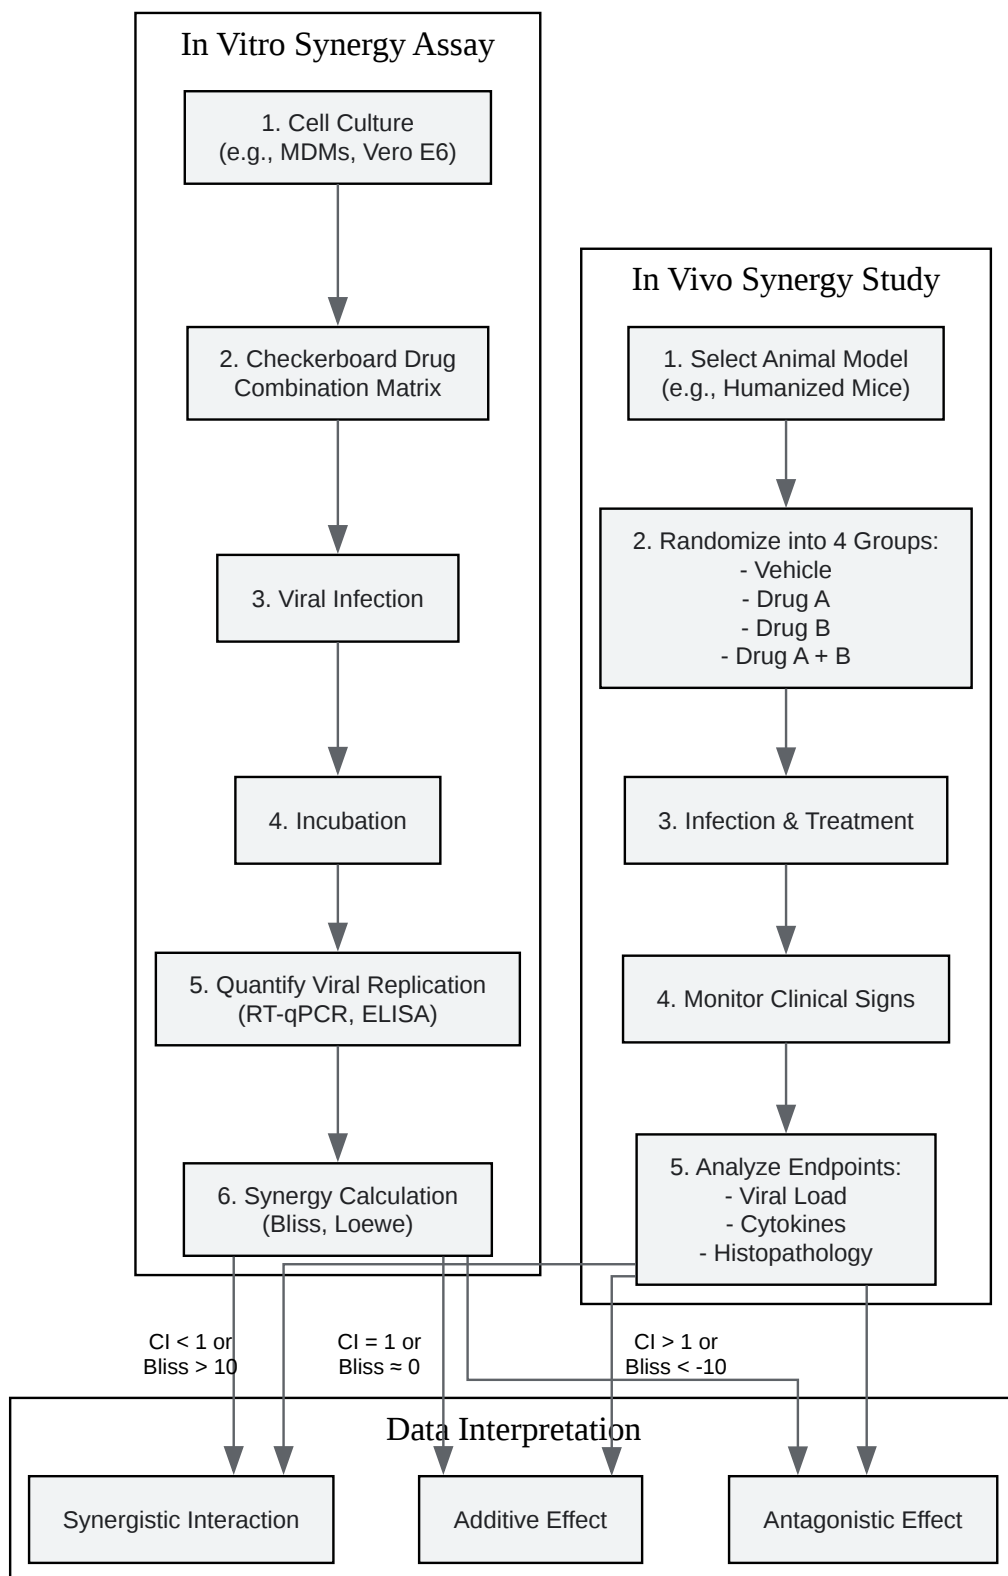 In Vitro Synergy Assay
1. Cell Culture
(e.g., MDMs, Vero E6)
2. Checkerboard Drug
Combination Matrix
3. Viral Infection
4. Incubation
5. Quantify Viral Replication
(RT-qPCR, ELISA)
6. Synergy Calculation
(Bliss, Loewe)
In Vivo Synergy Study
1. Select Animal Model
(e.g., Humanized Mice)
2. Randomize into 4 Groups:
- Vehicle
- Drug A
- Drug B
- Drug A + B
3. Infection & Treatment
4. Monitor Clinical Signs
5. Analyze Endpoints:
- Viral Load
- Cytokines
- Histopathology
CI < 1 or
Bliss > 10
CI = 1 or
Bliss ≈ 0
CI > 1 or
Bliss < -10
Data Interpretation
Synergistic Interaction
Additive Effect
Antagonistic Effect